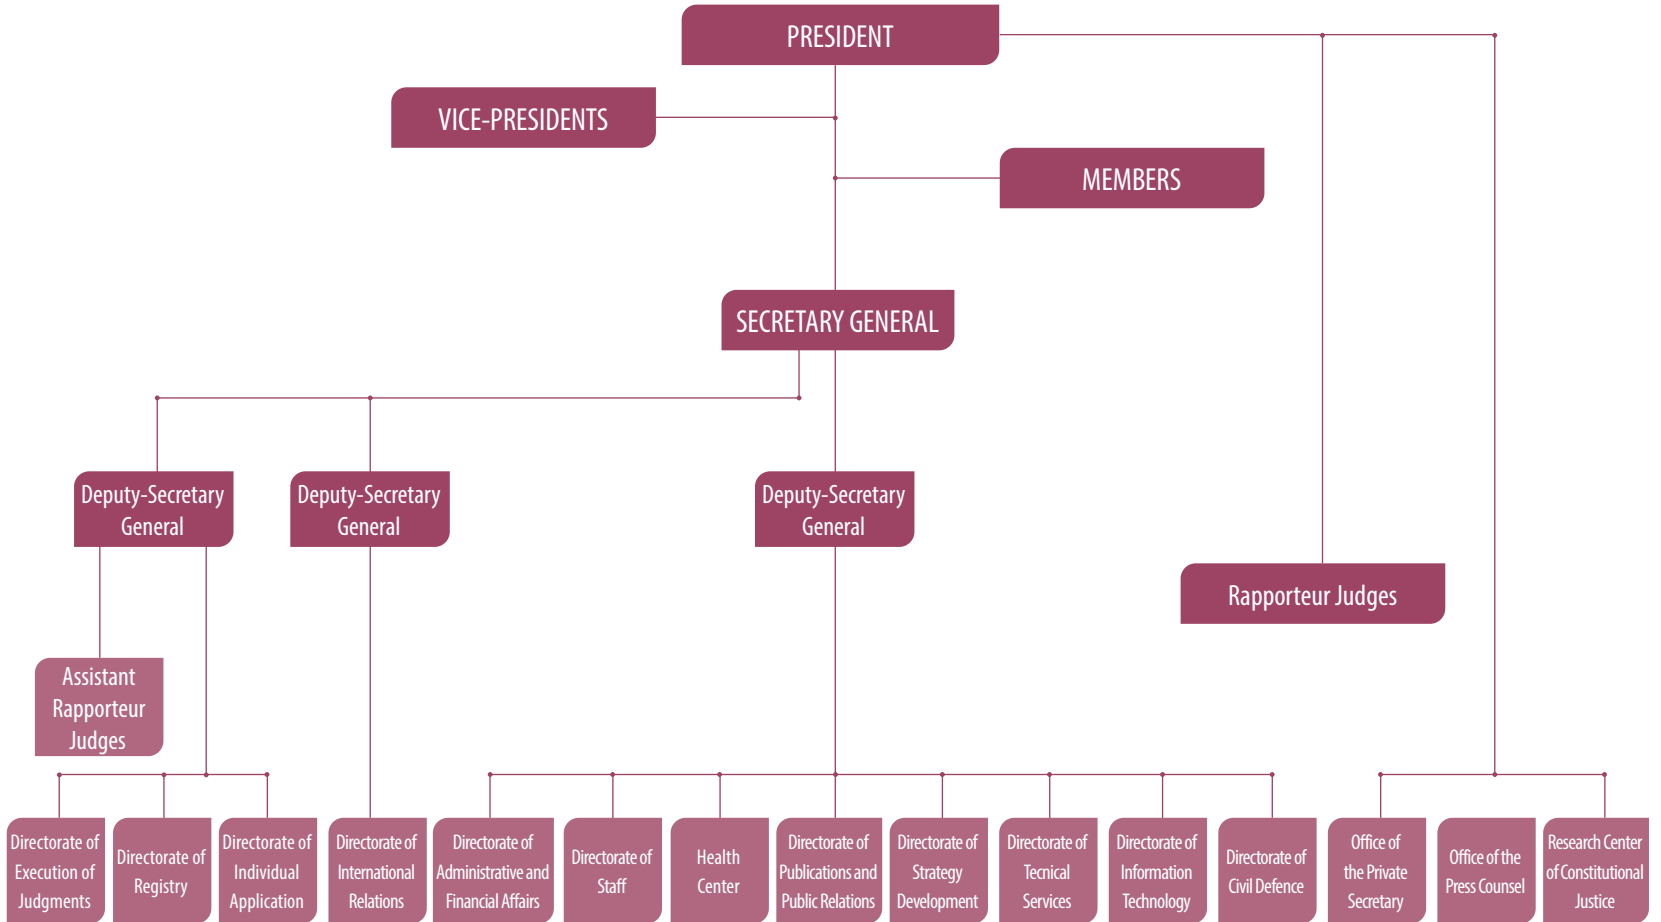 PRESIDENT
VICE-PRESIDENTS
MEMBERS
SECRETARY GENERAL
Deputy-Secretary
General
Deputy-Secretary
General
Deputy-Secretary
General
Rapporteur Judges
Assistant
Rapporteur
Judges
Directorate of
Execution of
Judgments
Directorate of
Registry
Directorate of
Individual
Application
Directorate of
International
Relations
Directorate of
Administrative and
Financial Affairs
Directorate of
Staff
Health
Center
Directorate of
Publications and
Public Relations
Directorate of
Strategy
Development
Directorate of
Tecnical
Services
Directorate of
Information
Technology
Directorate of
Civil Defence
Office of
the Private
Secretary
Office of the
Press Counsel
Research Center
of Constitutional
Justice